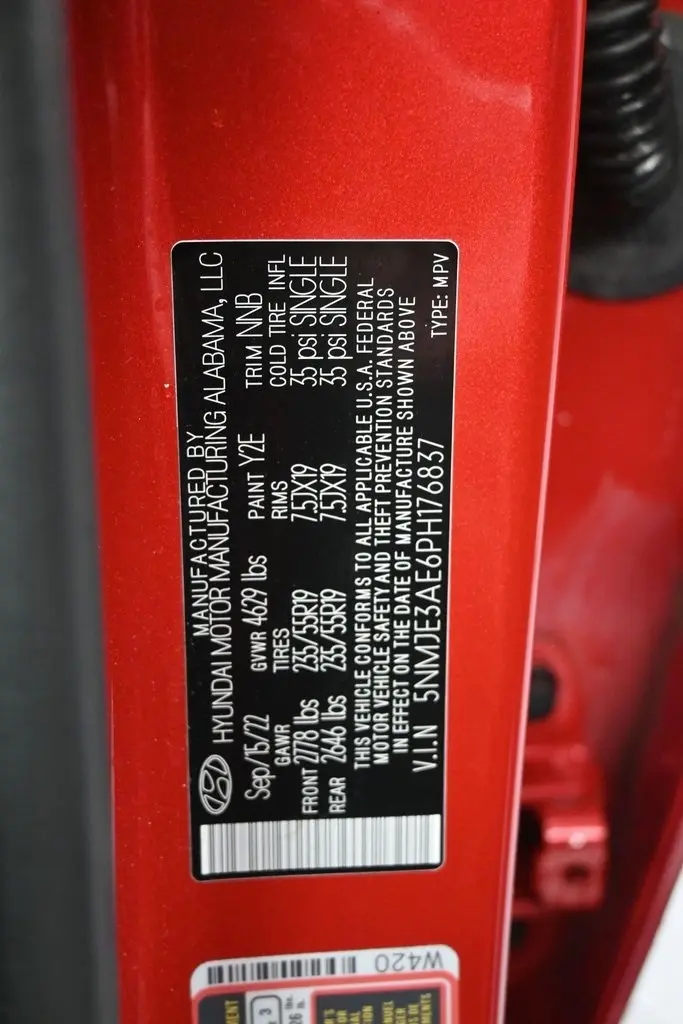 MANUFACTURED BY
HYUNDAI MOTOR MANUFACTURING ALABAMA, LLC
Sep/15/22 GVWR 4629 lbs PAINT Y2E TRIM NNB
GAWR TIRES RIMS COLD TIRE INFL
FRONT 2778 lbs 235/55R19 7.5JX19 35 psi SINGLE
REAR 2646 lbs 235/55R19 7.5JX19 35 psi SINGLE
THIS VEHICLE CONFORMS TO ALL APPLICABLE U.S.A. FEDERAL
MOTOR VEHICLE SAFETY AND THEFT PREVENTION STANDARDS
IN EFFECT ON THE DATE OF MANUFACTURE SHOWN ABOVE
V.I.N 5NMJE3AE6PH176837 TYPE: MPV
W420
3